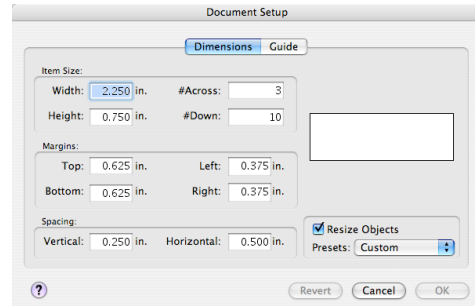 Document Setup
Dimensions Guide
Item Size:
Width: 2.250 in. #Across: 3
Height: 0.750 in. #Down: 10
Margins:
Top: 0.625 in. Left: 0.375 in.
Bottom: 0.625 in. Right: 0.375 in.
Spacing:
Vertical: 0.250 in. Horizontal: 0.500 in.
Resize Objects
Presets: Custom
? Revert Cancel OK